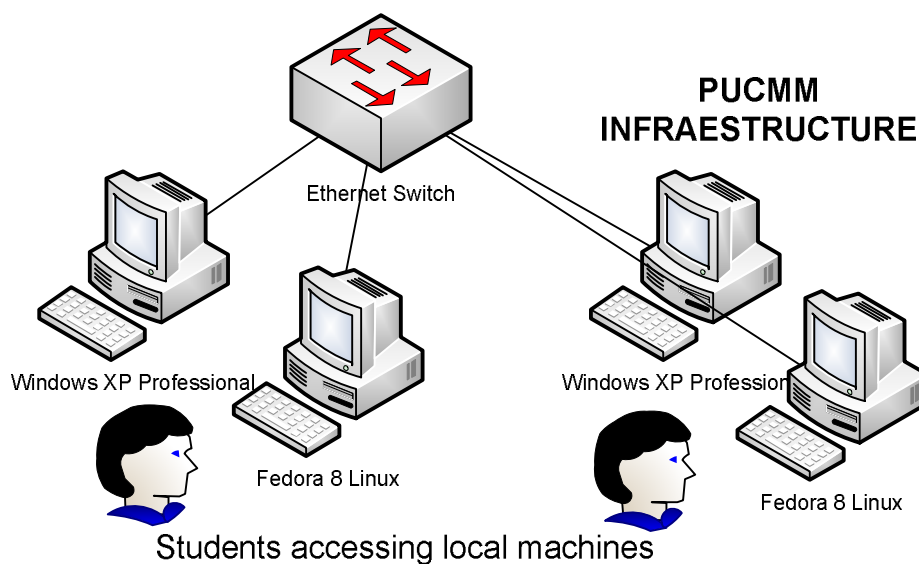 PUCMM
INFRAESTRUCTURE
Ethernet Switch
Windows XP Professional
Windows XP Profession
Fedora 8 Linux
Fedora 8 Linux
Students accessing local machines